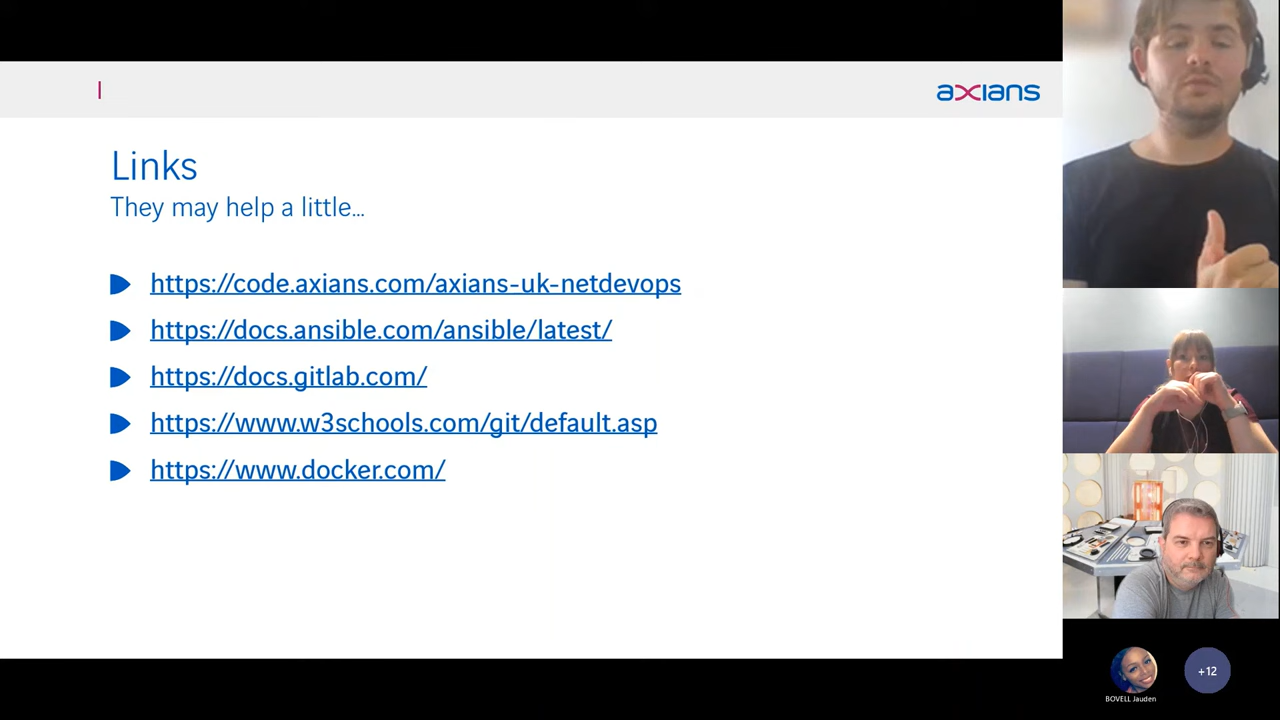 axians
Links
They may help a little...
https://code.axians.com/axians-uk-netdevops
https://docs.ansible.com/ansible/latest/
https://docs.gitlab.com/
https://www.w3schools.com/git/default.asp
https://www.docker.com/
+12
BOVELL Jauden